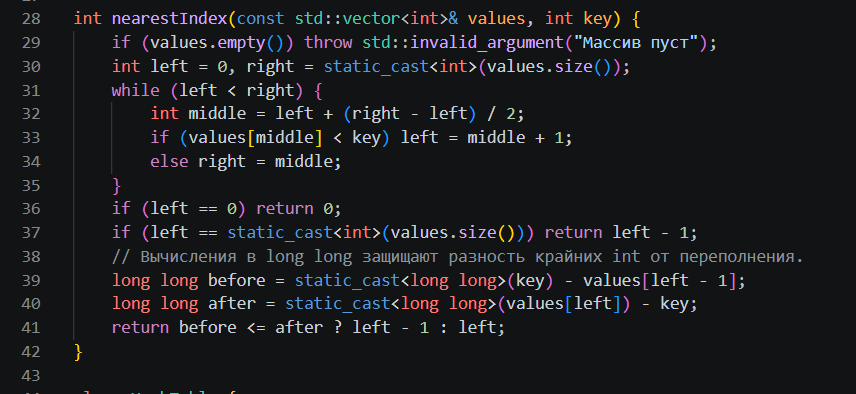 28 int nearestIndex(const std::vector<int>& values, int key) {
29     if (values.empty()) throw std::invalid_argument("Массив пуст");
30     int left = 0, right = static_cast<int>(values.size());
31     while (left < right) {
32         int middle = left + (right - left) / 2;
33         if (values[middle] < key) left = middle + 1;
34         else right = middle;
35     }
36     if (left == 0) return 0;
37     if (left == static_cast<int>(values.size())) return left - 1;
38     // Вычисления в long long защищают разность крайних int от переполнения.
39     long long before = static_cast<long long>(key) - values[left - 1];
40     long long after = static_cast<long long>(values[left]) - key;
41     return before <= after ? left - 1 : left;
42 }
43